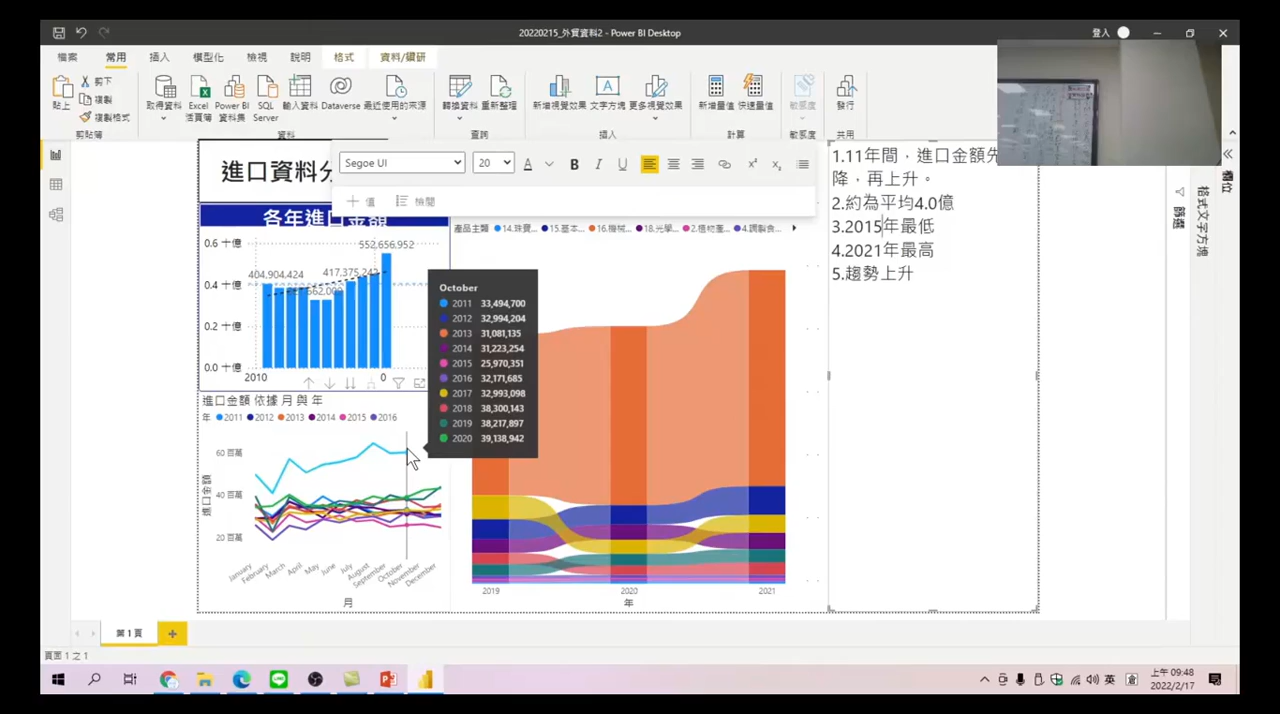 20220215_外貿資料2 - Power BI Desktop
登入
檔案 常用 插入 模型化 檢視 說明 格式 資料/鑽研
貼上 剪下 複製 複製格式
取得資料 Excel 活頁簿 Power BI 資料集 SQL Server 輸入資料 Dataverse 最近使用的來源
轉換資料 重新整理 新增視覺效果 文字方塊 更多視覺效果 新增量值 快速量值 敏感度 發行
剪貼簿 資料 查詢 插入 計算 敏感度 共用
Segoe UI 20 A B I U
值 檢閱
進口資料分
各年進口金額
0.6 十億
0.4 十億
0.2 十億
0.0 十億
552,656,952
404,904,424
417,375,242
2010
0
進口金額 依據 月 與 年
年 2011 2012 2013 2014 2015 2016
60 百萬
40 百萬
20 百萬
進口金額
January
February
March
April
May
June
July
August
September
October
November
December
月
October
2011 33,494,700
2012 32,994,204
2013 31,081,135
2014 31,223,254
2015 25,970,351
2016 32,171,685
2017 32,993,098
2018 38,300,143
2019 38,217,897
2020 39,138,942
產品主類 14.珠寶... 15.基本... 16.機械... 18.光學... 2.植物產... 4.調製食...
2019
2020
2021
年
1.11年間，進口金額先
降，再上升。
2.約為平均4.0億
3.2015年最低
4.2021年最高
5.趨勢上升
篩選
格式文字方塊
欄位
第 1 頁
頁面 1 之 1
英
上午 09:48
2022/2/17